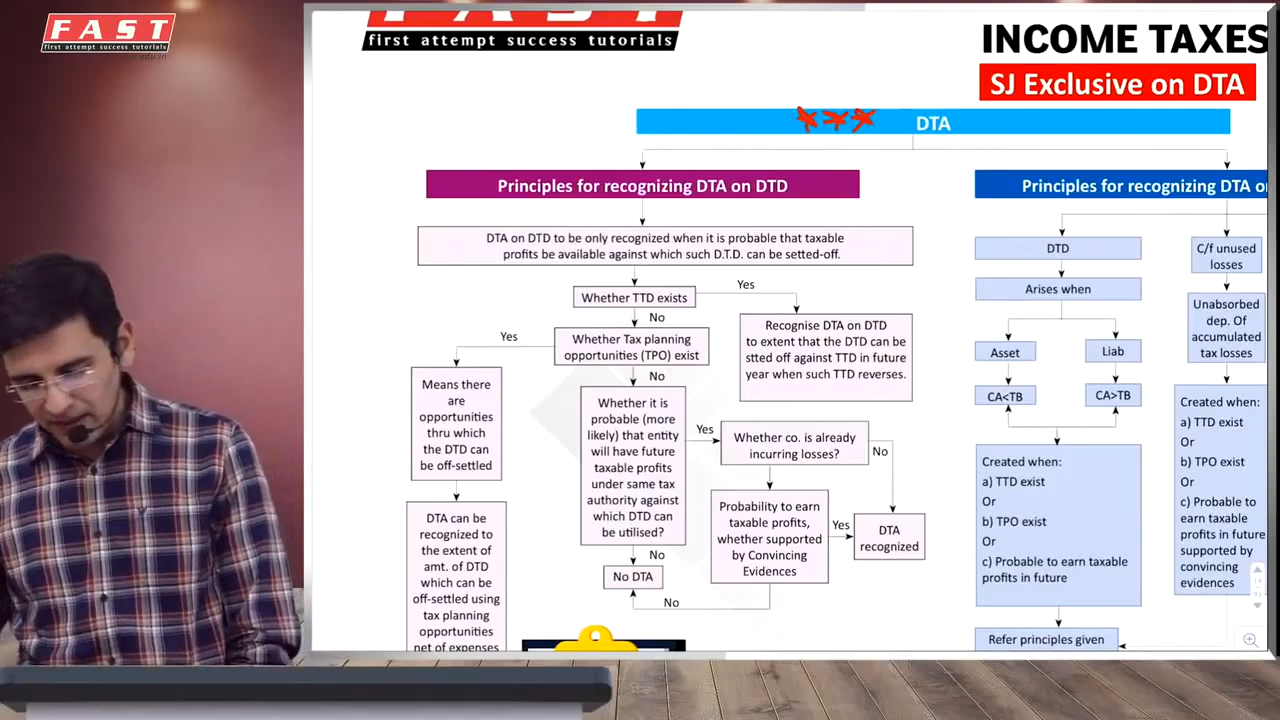 FAST
first attempt success tutorials
FAST
first attempt success tutorials
INCOME TAXES
SJ Exclusive on DTA
DTA
Principles for recognizing DTA on DTD
DTA on DTD to be only recognized when it is probable that taxable
profits be available against which such D.T.D. can be setted-off.
Whether TTD exists
Yes
No
Whether Tax planning
opportunities (TPO) exist
Yes
No
Recognise DTA on DTD
to extent that the DTD can be
stted off against TTD in future
year when such TTD reverses.
Means there
are
opportunities
thru which
the DTD can
be off-settled
DTA can be
recognized to
the extent of
amt. of DTD
which can be
off-settled using
tax planning
opportunities
net of expenses
Whether it is
probable (more
likely) that entity
will have future
taxable profits
under same tax
authority against
which DTD can
be utilised?
Yes
No
No DTA
Whether co. is already
incurring losses?
No
Probability to earn
taxable profits,
whether supported
by Convincing
Evidences
Yes
No
DTA
recognized
Principles for recognizing DTA o
DTD
Arises when
Asset
Liab
CA<TB
CA>TB
Created when:
a) TTD exist
Or
b) TPO exist
Or
c) Probable to earn taxable
profits in future
Refer principles given
C/f unused
losses
Unabsorbed
dep. Of
accumulated
tax losses
Created when:
a) TTD exist
Or
b) TPO exist
Or
c) Probable to
earn taxable
profits in future
supported by
convincing
evidences